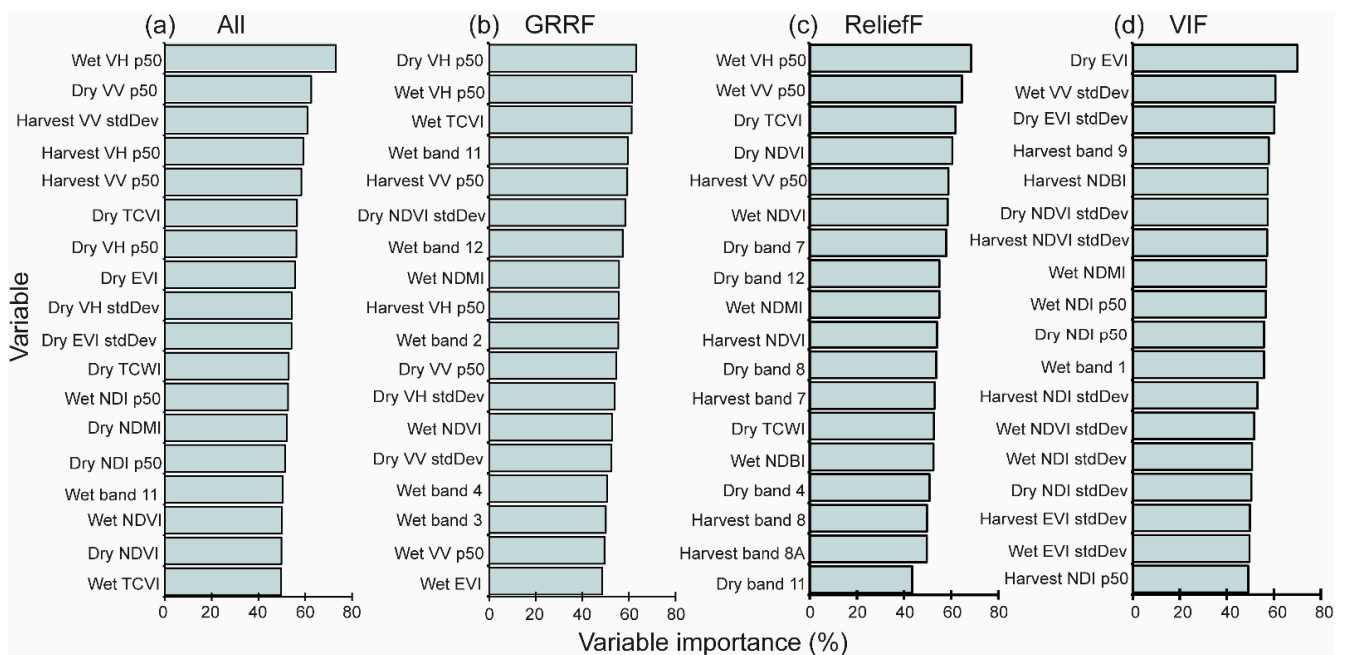 (a) All
Variable
Wet VH p50
Dry VV p50
Harvest VV stdDev
Harvest VH p50
Harvest VV p50
Dry TCVI
Dry VH p50
Dry EVI
Dry VH stdDev
Dry EVI stdDev
Dry TCWI
Wet NDI p50
Dry NDMI
Dry NDI p50
Wet band 11
Wet NDVI
Dry NDVI
Wet TCVI
0 20 40 60 80
(b) GRRF
Dry VH p50
Wet VH p50
Wet TCVI
Wet band 11
Harvest VV p50
Dry NDVI stdDev
Wet band 12
Wet NDMI
Harvest VH p50
Wet band 2
Dry VV p50
Dry VH stdDev
Wet NDVI
Dry VV stdDev
Wet band 4
Wet band 3
Wet VV p50
Wet EVI
0 20 40 60 80
(c) ReliefF
Wet VH p50
Wet VV p50
Dry TCVI
Dry NDVI
Harvest VV p50
Wet NDVI
Dry band 7
Dry band 12
Wet NDMI
Harvest NDVI
Dry band 8
Harvest band 7
Dry TCWI
Wet NDBI
Dry band 4
Harvest band 8
Harvest band 8A
Dry band 11
0 20 40 60 80
(d) VIF
Dry EVI
Wet VV stdDev
Dry EVI stdDev
Harvest band 9
Harvest NDBI
Dry NDVI stdDev
Harvest NDVI stdDev
Wet NDMI
Wet NDI p50
Dry NDI p50
Wet band 1
Harvest NDI stdDev
Wet NDVI stdDev
Wet NDI stdDev
Dry NDI stdDev
Harvest EVI stdDev
Wet EVI stdDev
Harvest NDI p50
0 20 40 60 80
Variable importance (%)